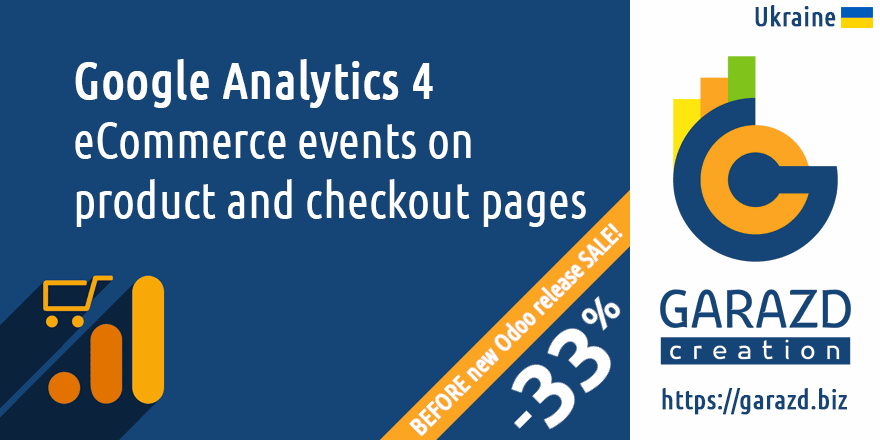 Google Analytics 4
eCommerce events on
product and checkout pages
BEFORE new Odoo release SALE!
-33%
Ukraine
GARAZD
creation
https://garazd.biz